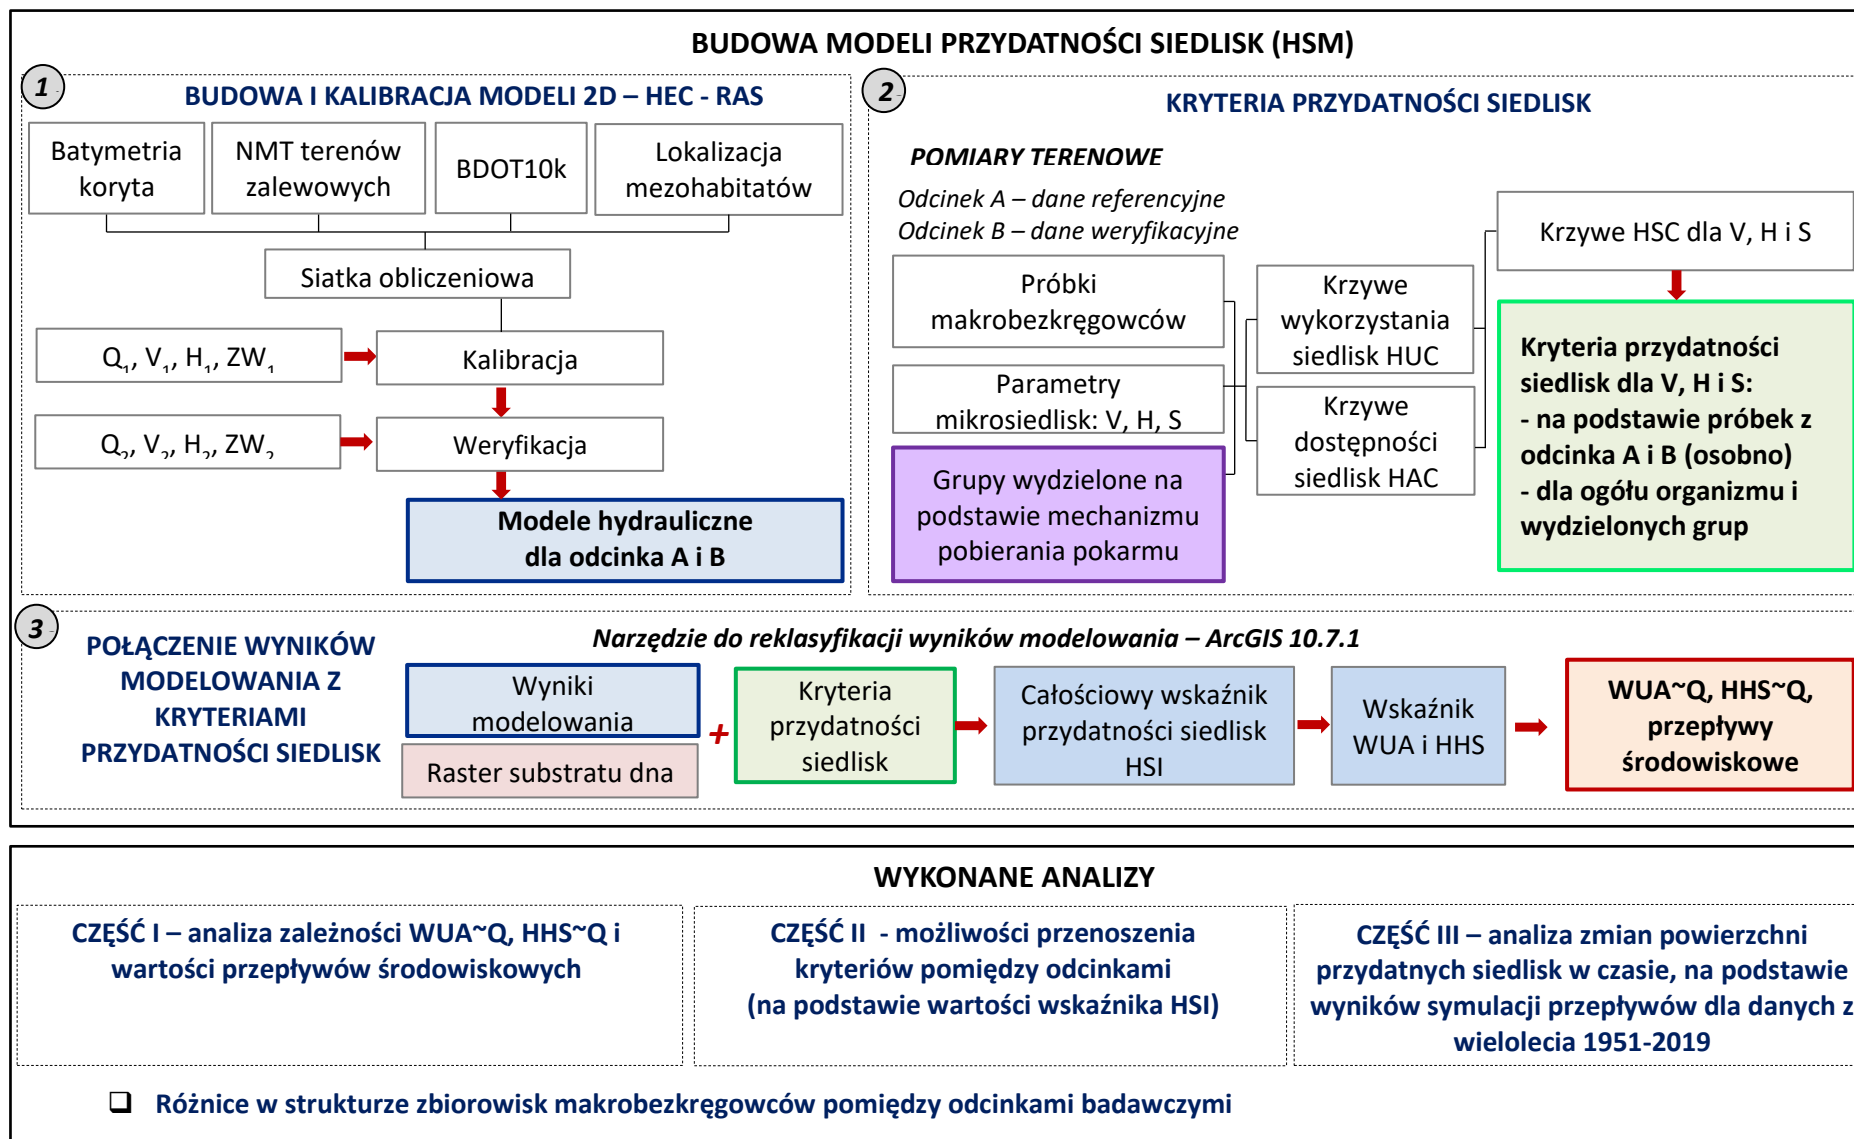 BUDOWA MODELI PRZYDATNOŚCI SIEDLISK (HSM)
1
BUDOWA I KALIBRACJA MODELI 2D – HEC - RAS
Batymetria
koryta
NMT terenów
zalewowych
BDOT10k
Lokalizacja
mezohabitatów
Siatka obliczeniowa
Q₁, V₁, H₁, ZW₁
Kalibracja
Q₂, V₂, H₂, ZW₂
Weryfikacja
Modele hydrauliczne
dla odcinka A i B
2
KRYTERIA PRZYDATNOŚCI SIEDLISK
POMIARY TERENOWE
Odcinek A – dane referencyjne
Odcinek B – dane weryfikacyjne
Próbki
makrobezkręgowców
Parametry
mikrosiedlisk: V, H, S
Grupy wydzielone na
podstawie mechanizmu
pobierania pokarmu
Krzywe
wykorzystania
siedlisk HUC
Krzywe
dostępności
siedlisk HAC
Krzywe HSC dla V, H i S
Kryteria przydatności
siedlisk dla V, H i S:
- na podstawie próbek z
odcinka A i B (osobno)
- dla ogółu organizmu i
wydzielonych grup
3
POŁĄCZENIE WYNIKÓW
MODELOWANIA Z
KRYTERIAMI
PRZYDATNOŚCI SIEDLISK
Narzędzie do reklasyfikacji wyników modelowania – ArcGIS 10.7.1
Wyniki
modelowania
Raster substratu dna
+
Kryteria
przydatności
siedlisk
Całościowy wskaźnik
przydatności siedlisk
HSI
Wskaźnik
WUA i HHS
WUA~Q, HHS~Q,
przepływy
środowiskowe
WYKONANE ANALIZY
CZĘŚĆ I – analiza zależności WUA~Q, HHS~Q i
wartości przepływów środowiskowych
CZĘŚĆ II - możliwości przenoszenia
kryteriów pomiędzy odcinkami
(na podstawie wartości wskaźnika HSI)
CZĘŚĆ III – analiza zmian powierzchni
przydatnych siedlisk w czasie, na podstawie
wyników symulacji przepływów dla danych z
wielolecia 1951-2019
❑ Różnice w strukturze zbiorowisk makrobezkręgowców pomiędzy odcinkami badawczymi